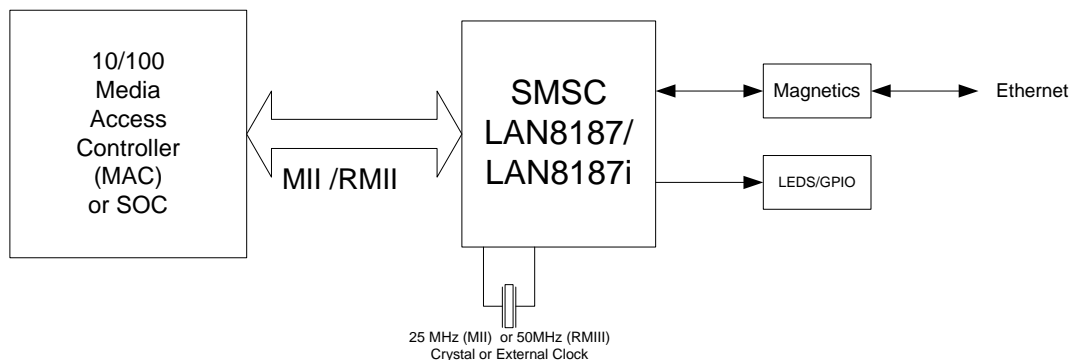 10/100
Media
Access
Controller
(MAC)
or SOC
MII /RMII
SMSC
LAN8187/
LAN8187i
Magnetics
Ethernet
LEDS/GPIO
25 MHz (MII)  or 50MHz (RMIII)
Crystal or External Clock